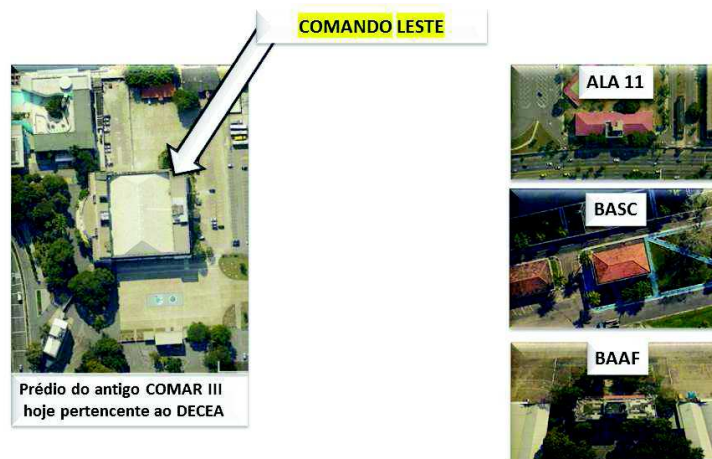 COMANDO LESTE
ALA 11
BASC
BAAF
Prédio do antigo COMAR III
hoje pertencente ao DECEA